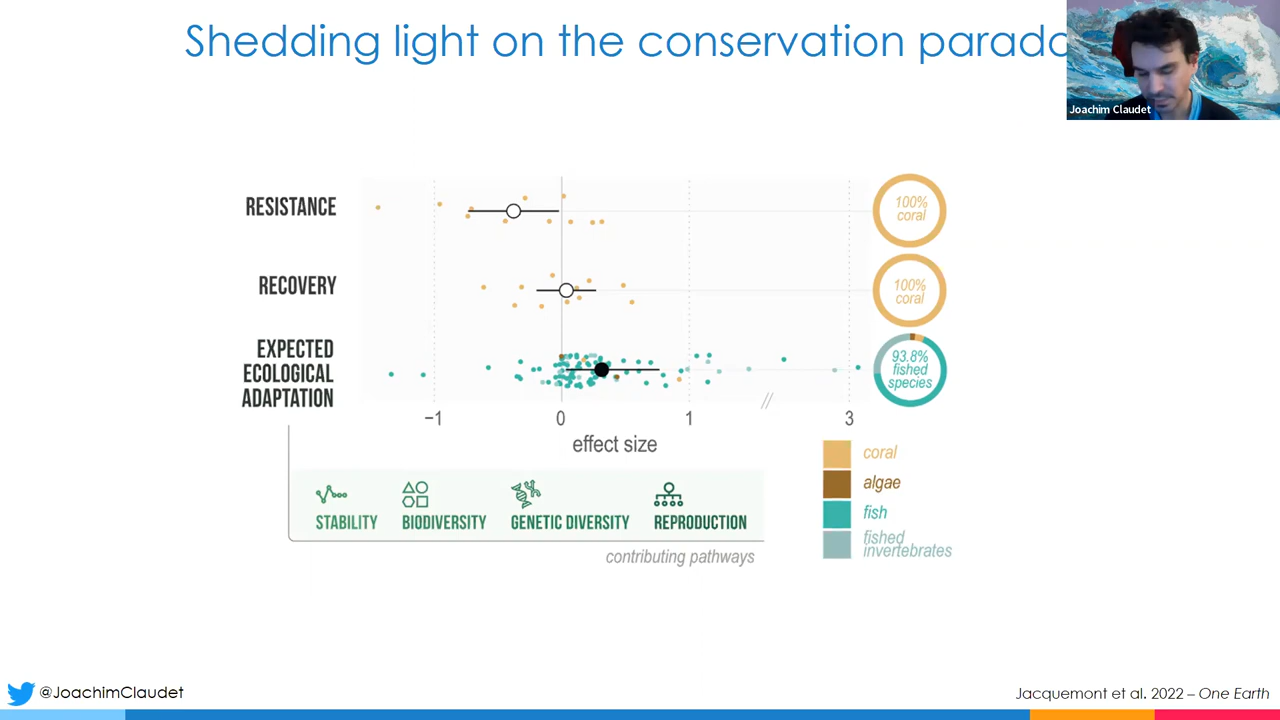 Shedding light on the conservation parado
Joachim Claudet
RESISTANCE
100%
coral
RECOVERY
100%
coral
EXPECTED
ECOLOGICAL
ADAPTATION
93.8%
fished
species
−1 0 1 // 3
effect size
coral
algae
fish
fished
invertebrates
STABILITY BIODIVERSITY GENETIC DIVERSITY REPRODUCTION
contributing pathways
@JoachimClaudet
Jacquemont et al. 2022 – One Earth